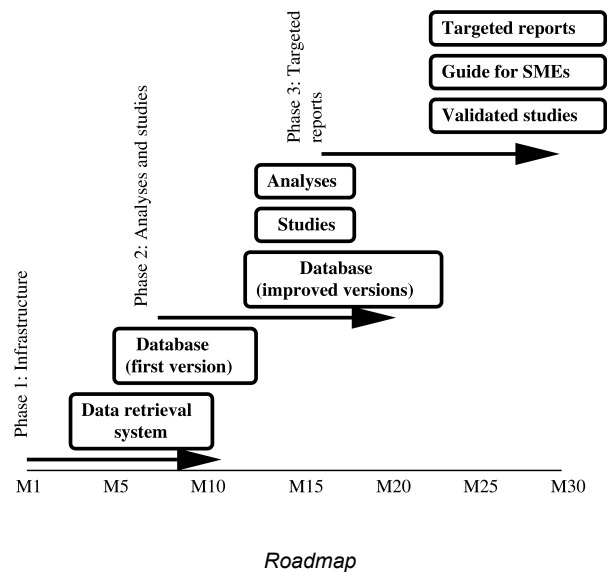 Targeted reports
Guide for SMEs
Validated studies
Phase 3: Targeted
reports
Analyses
Studies
Database
(improved versions)
Phase 2: Analyses and studies
Database
(first version)
Data retrieval
system
Phase 1: Infrastructure
M1 M5 M10 M15 M20 M25 M30
Roadmap